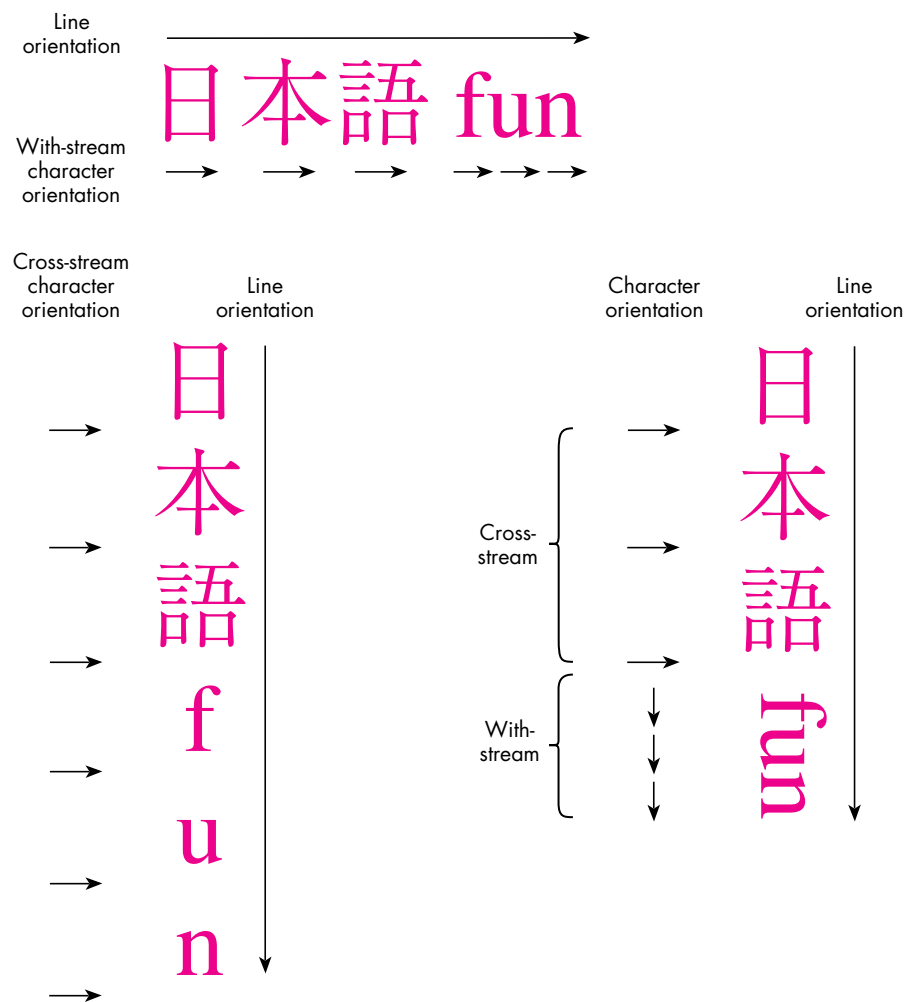 Line
orientation
日本語 fun
With-stream
character
orientation
Cross-stream
character
orientation
Line
orientation
日
本
語
f
u
n
Character
orientation
Line
orientation
Cross-
stream
With-
stream
日
本
語
fun